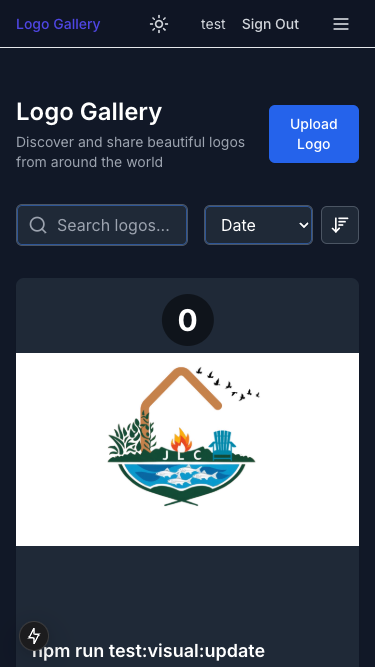 Logo Gallery
test
Sign Out
Logo Gallery
Discover and share beautiful logos
from around the world
Upload
Logo
Search logos...
Date
0
J L C
npm run test:visual:update